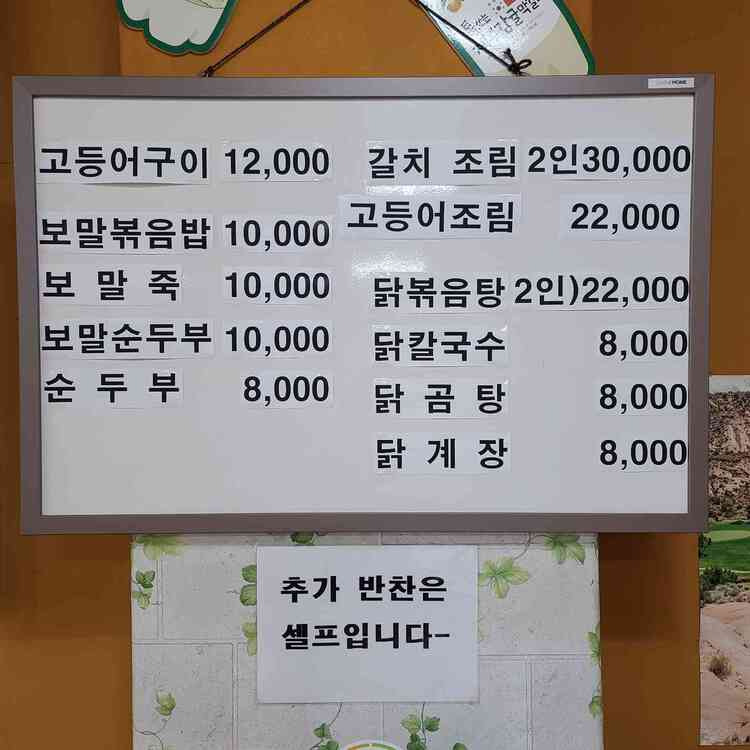 고등어구이 12,000
보말볶음밥 10,000
보 말 죽 10,000
보말순두부 10,000
순 두 부 8,000
갈치 조림 2인30,000
고등어조림 22,000
닭볶음탕 2인)22,000
닭칼국수 8,000
닭 곰 탕 8,000
닭 계 장 8,000
추가 반찬은
셀프입니다-